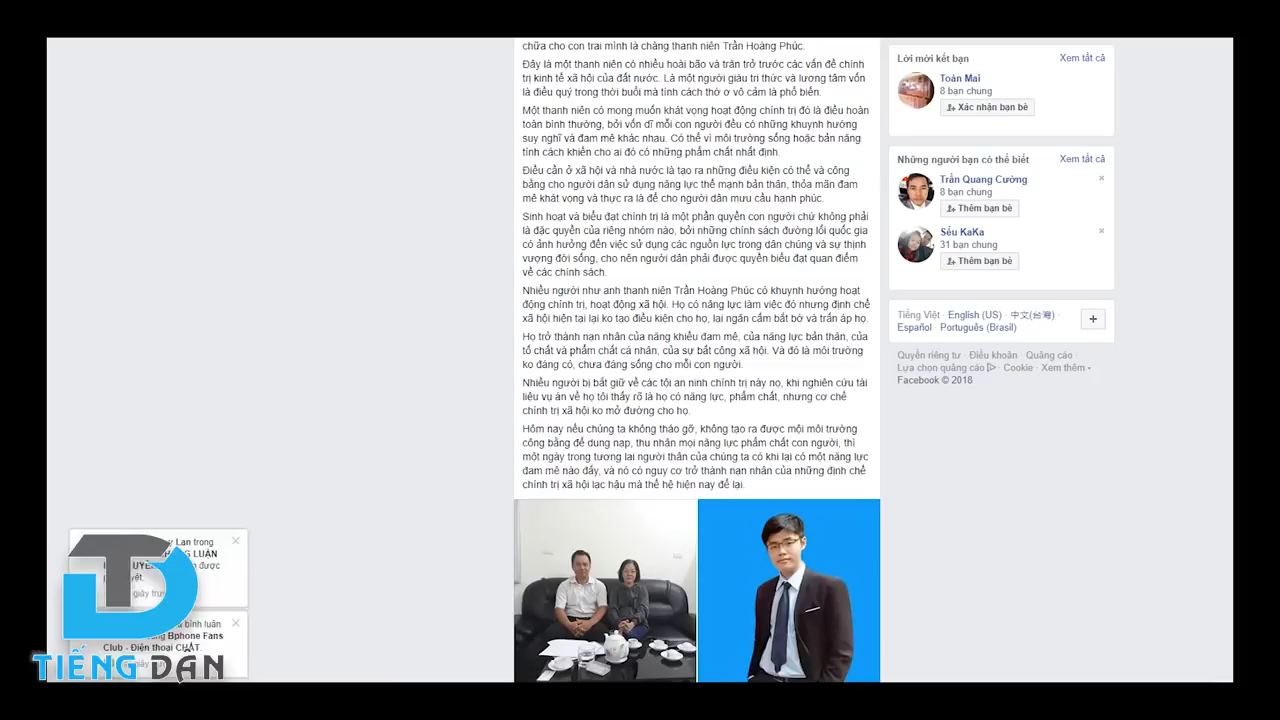 chữa cho con trai mình là chàng thanh niên Trần Hoàng Phúc.
Đây là một thanh niên có nhiều hoài bão và trăn trở trước các vấn đề chính
trị kinh tế xã hội của đất nước. Là một người giàu tri thức và lương tâm vốn
là điều quý trong thời buổi mà tính cách thờ ơ vô cảm là phổ biến.
Một thanh niên có mong muốn khát vọng hoạt động chính trị đó là điều hoàn
toàn bình thường, bởi vốn dĩ mỗi con người đều có những khuynh hướng
suy nghĩ và đam mê khác nhau. Có thể vì môi trường sống hoặc bản năng
tính cách khiến cho ai đó có những phẩm chất nhất định.
Điều cần ở xã hội và nhà nước là tạo ra những điều kiện có thể và công
bằng cho người dân sử dụng năng lực thế mạnh bản thân, thỏa mãn đam
mê khát vọng và thực ra là để cho người dân mưu cầu hạnh phúc.
Sinh hoạt và biểu đạt chính trị là một phần quyền con người chứ không phải
là đặc quyền của riêng nhóm nào, bởi những chính sách đường lối quốc gia
có ảnh hưởng đến việc sử dụng các nguồn lực trong dân chúng và sự thịnh
vượng đời sống, cho nên người dân phải được quyền biểu đạt quan điểm
về các chính sách.
Nhiều người như anh thanh niên Trần Hoàng Phúc có khuynh hướng hoạt
động chính trị, hoạt động xã hội. Họ có năng lực làm việc đó nhưng định chế
xã hội hiện tại lại ko tạo điều kiện cho họ, lại ngăn cấm bắt bớ và trấn áp họ.
Họ trở thành nạn nhân của năng khiếu đam mê, của năng lực bản thân, của
tố chất và phẩm chất cá nhân, của sự bất công xã hội. Và đó là môi trường
ko đáng có, chưa đáng sống cho mỗi con người.
Nhiều người bị bắt giữ về các tội an ninh chính trị này nọ, khi nghiên cứu tài
liệu vụ án về họ tôi thấy rõ là họ có năng lực, phẩm chất, nhưng cơ chế
chính trị xã hội ko mở đường cho họ.
Hôm nay nếu chúng ta không tháo gỡ, không tạo ra được mội môi trường
công bằng để dung nạp, thu nhận mọi năng lực phẩm chất con người, thì
một ngày trong tương lai người thân của chúng ta có khi lại có một năng lực
đam mê nào đấy, và nó có nguy cơ trở thành nạn nhân của những định chế
chính trị xã hội lạc hậu mà thế hệ hiện nay để lại.
Lời mời kết bạn Xem tất cả
Toán Mai
8 bạn chung
Xác nhận bạn bè
Những người bạn có thể biết Xem tất cả
Trần Quang Cường
8 bạn chung
Thêm bạn bè
Sếu KaKa
31 bạn chung
Thêm bạn bè
Tiếng Việt · English (US) · 中文(台灣) ·
Español · Português (Brasil)
Quyền riêng tư · Điều khoản · Quảng cáo ·
Lựa chọn quảng cáo · Cookie · Xem thêm
Facebook © 2018
Lan trong
LUẬN
được
bình luận
Bphone Fans
Club - Điện thoại CHẤT.
TIẾNG DÂN